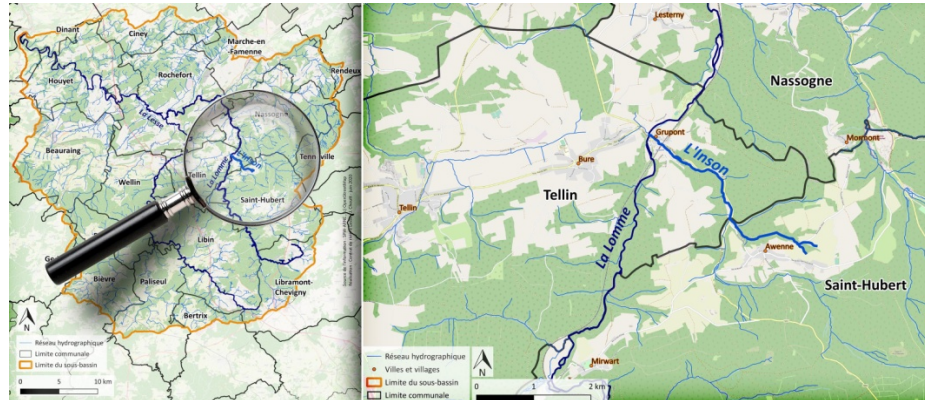 Dinant
Ciney
Marche-en-
Famenne
Rendeux
Houyet
Rochefort
La Lesse
Nassogne
Beauraing
L'Inson
Tenneville
La Lomme
Tellin
Wellin
Saint-Hubert
Libin
Bièvre
Paliseul
Libramont-
Chevigny
Bertrix
N
Réseau hydrographique
Limite communale
Limite du sous-bassin
0 5 10 km
Lesterny
Nassogne
Grupont
Mormont
Bure
L'Inson
Tellin
Tellin
La Lomme
Awenne
Saint-Hubert
Mirwart
N
Réseau hydrographique
Villes et villages
Limite du sous-bassin
Limite communale
0 1 2 km